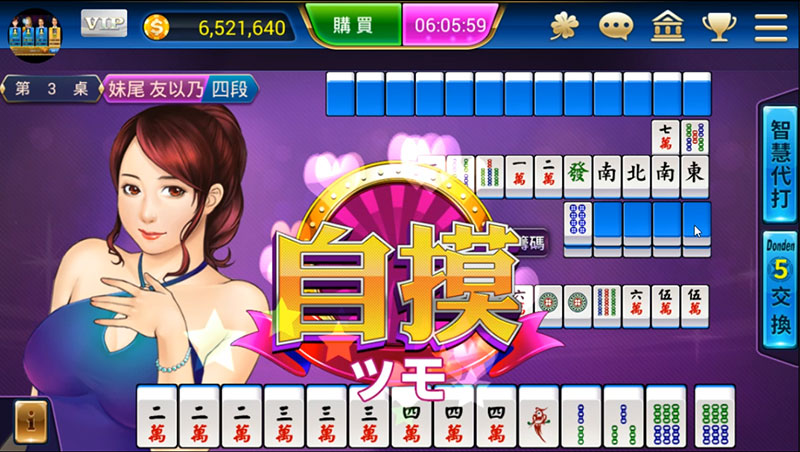 VIP
6,521,640
購買
06:05:59
第 3 桌
妹尾 友以乃 四段
七萬
一萬 二萬 發 南 北 南 東
智慧代打
籌碼
Donden
5
交換
六 六萬 伍萬 伍萬
自摸
ツモ
二萬 二萬 二萬 三萬 三萬 三萬 四萬 四萬 四萬
i